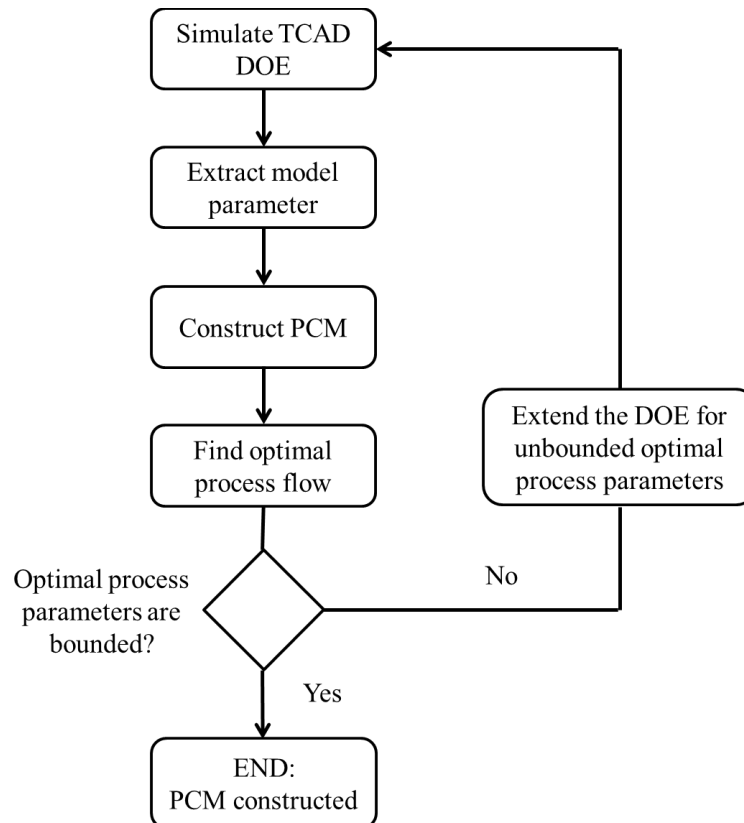 Simulate TCAD
DOE
Extract model
parameter
Construct PCM
Find optimal
process flow
Extend the DOE for
unbounded optimal
process parameters
Optimal process
parameters are
bounded?
No
Yes
END:
PCM constructed